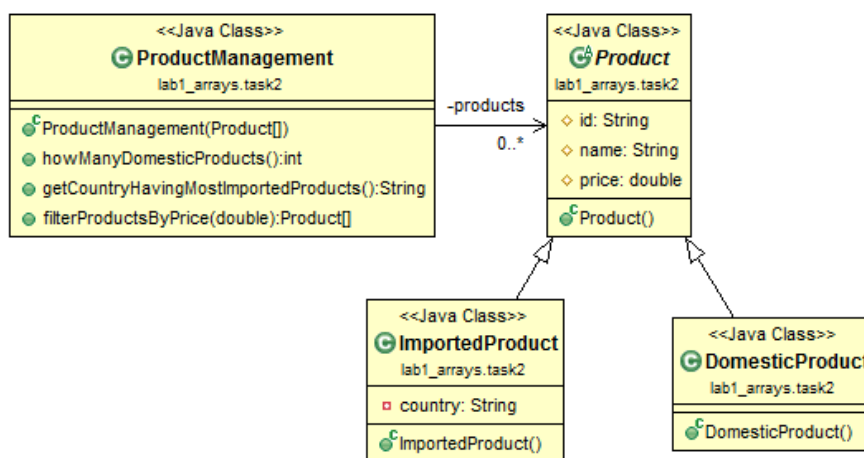 <<Java Class>>
ProductManagement
lab1_arrays.task2
ProductManagement(Product[])
howManyDomesticProducts():int
getCountryHavingMostImportedProducts():String
filterProductsByPrice(double):Product[]
-products
0..*
<<Java Class>>
Product
lab1_arrays.task2
id: String
name: String
price: double
Product()
<<Java Class>>
ImportedProduct
lab1_arrays.task2
country: String
ImportedProduct()
<<Java Class>>
DomesticProduct
lab1_arrays.task2
DomesticProduct()